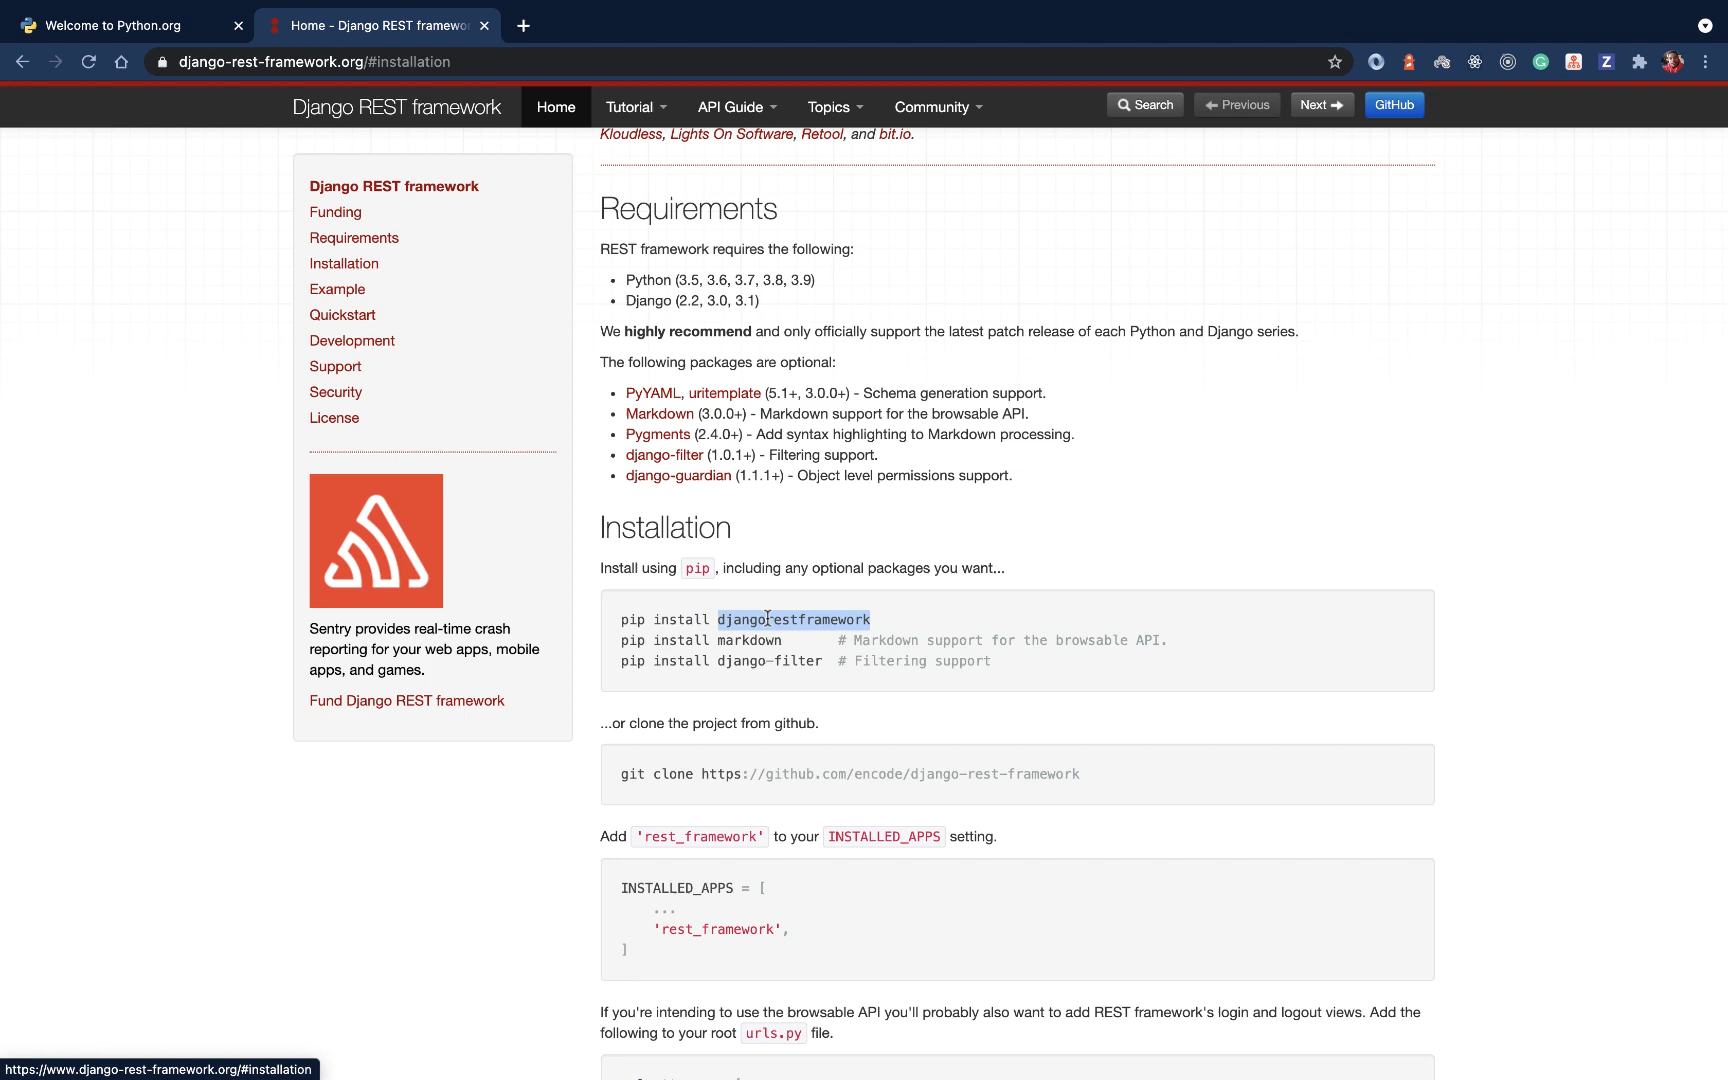 Welcome to Python.org
Home - Django REST framewor
django-rest-framework.org/#installation
Django REST framework
Home
Tutorial
API Guide
Topics
Community
Search
Previous
Next
GitHub
Kloudless, Lights On Software, Retool, and bit.io.
Django REST framework
Funding
Requirements
Installation
Example
Quickstart
Development
Support
Security
License
Sentry provides real-time crash
reporting for your web apps, mobile
apps, and games.
Fund Django REST framework
Requirements
REST framework requires the following:
Python (3.5, 3.6, 3.7, 3.8, 3.9)
Django (2.2, 3.0, 3.1)
We highly recommend and only officially support the latest patch release of each Python and Django series.
The following packages are optional:
PyYAML, uritemplate (5.1+, 3.0.0+) - Schema generation support.
Markdown (3.0.0+) - Markdown support for the browsable API.
Pygments (2.4.0+) - Add syntax highlighting to Markdown processing.
django-filter (1.0.1+) - Filtering support.
django-guardian (1.1.1+) - Object level permissions support.
Installation
Install using pip, including any optional packages you want...
pip install djangorestframework
pip install markdown       # Markdown support for the browsable API.
pip install django-filter  # Filtering support
...or clone the project from github.
git clone https://github.com/encode/django-rest-framework
Add 'rest_framework' to your INSTALLED_APPS setting.
INSTALLED_APPS = [
...
'rest_framework',
]
If you're intending to use the browsable API you'll probably also want to add REST framework's login and logout views. Add the
following to your root urls.py file.
https://www.django-rest-framework.org/#installation